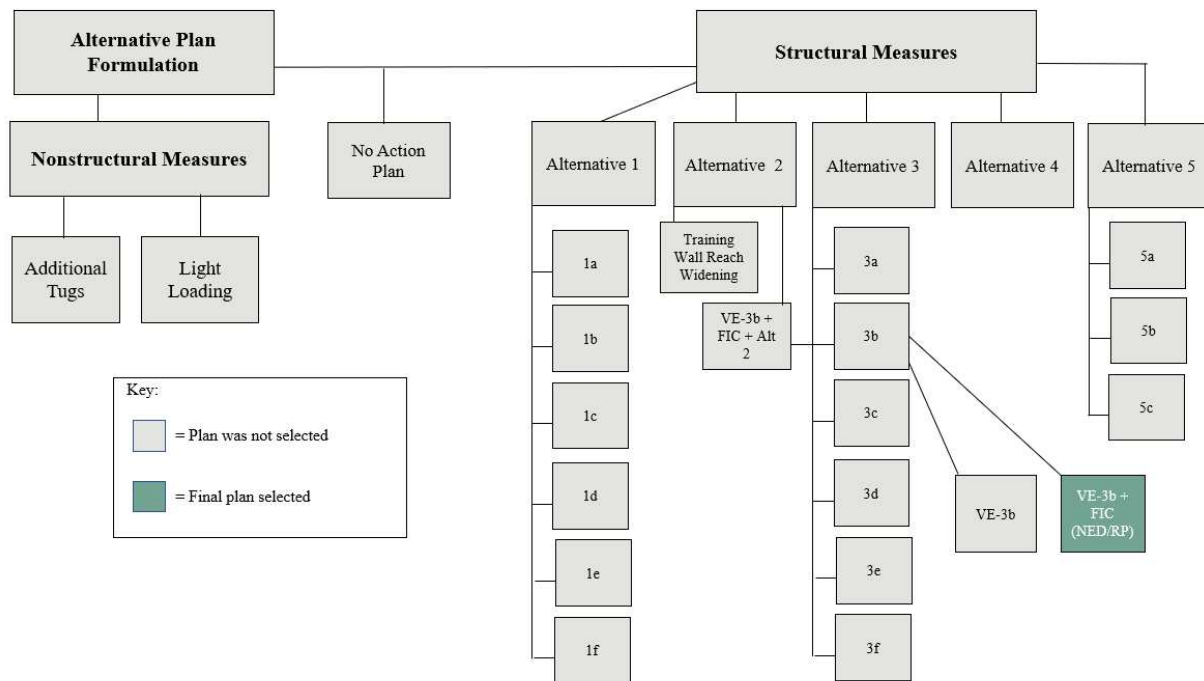 Alternative Plan
Formulation
Structural Measures
Nonstructural Measures
No Action
Plan
Alternative 1
Alternative 2
Alternative 3
Alternative 4
Alternative 5
Additional
Tugs
Light
Loading
Training
Wall Reach
Widening
VE-3b +
FIC + Alt
2
1a
1b
1c
1d
1e
1f
3a
3b
3c
3d
3e
3f
5a
5b
5c
VE-3b
VE-3b +
FIC
(NED/RP)
Key:
= Plan was not selected
= Final plan selected